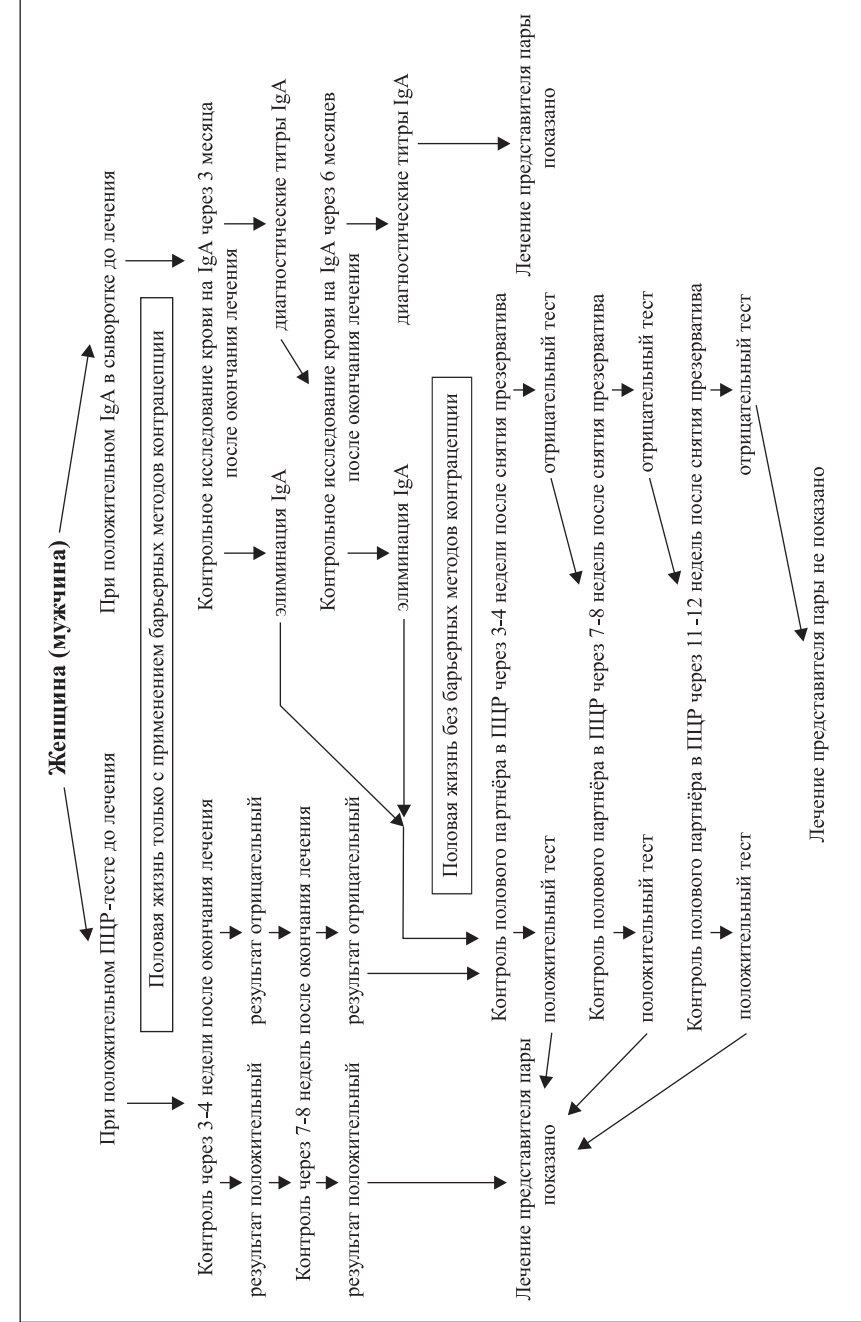 Женщина (мужчина)
При положительном ПЦР-тесте до лечения
При положительном IgA в сыворотке до лечения
Половая жизнь только с применением барьерных методов контрацепции
Контроль через 3-4 недели после окончания лечения
Контрольное исследование крови на IgA через 3 месяца
после окончания лечения
результат положительный
результат отрицательный
элиминация IgA
диагностические титры IgA
Контроль через 7-8 недель после окончания лечения
Контрольное исследование крови на IgA через 6 месяцев
после окончания лечения
результат положительный
результат отрицательный
элиминация IgA
диагностические титры IgA
Половая жизнь без барьерных методов контрацепции
Контроль полового партнёра в ПЦР через 3-4 недели после снятия презерватива
Лечение представителя пары
показано
Лечение представителя пары
показано
положительный тест
отрицательный тест
Контроль полового партнёра в ПЦР через 7-8 недель после снятия презерватива
положительный тест
отрицательный тест
Контроль полового партнёра в ПЦР через 11-12 недель после снятия презерватива
положительный тест
отрицательный тест
Лечение представителя пары не показано